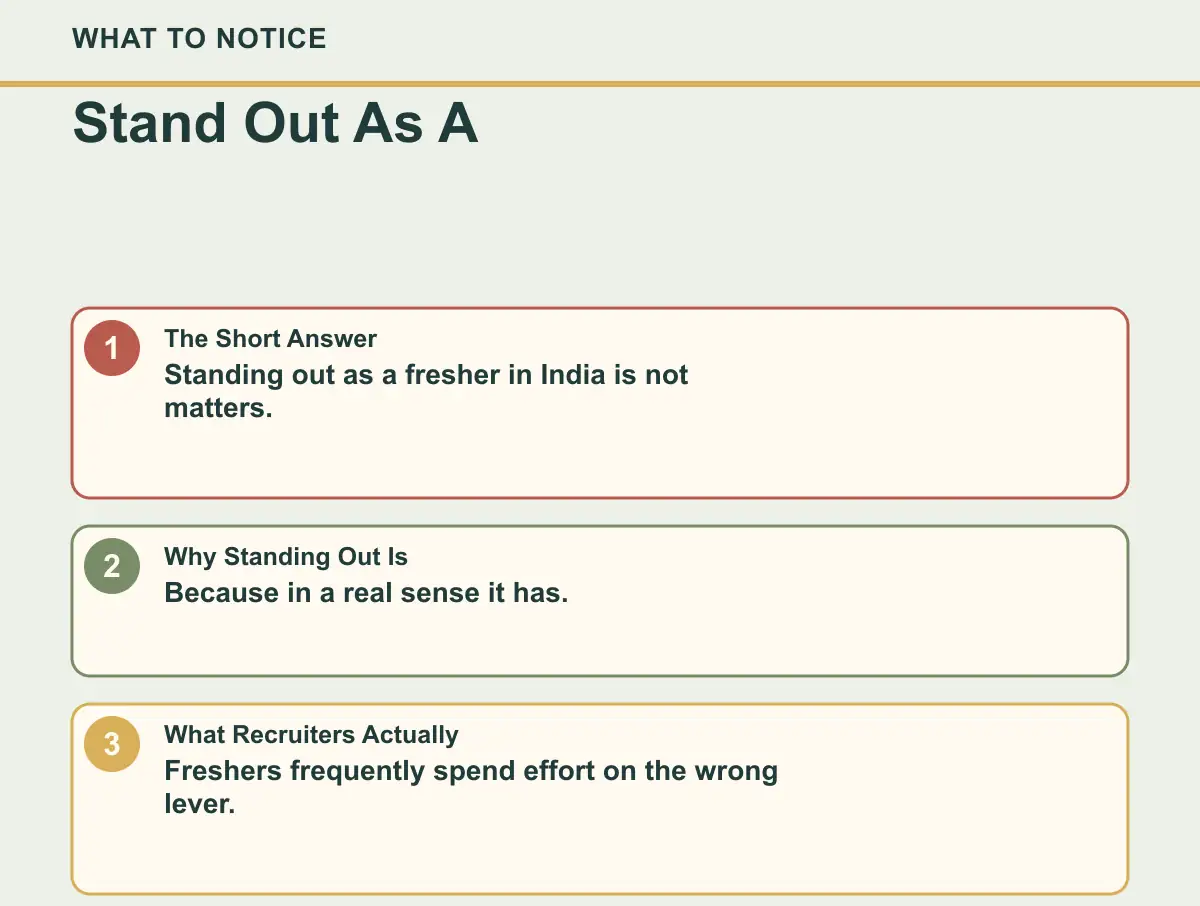 WHAT TO NOTICE
Stand Out As A
1
The Short Answer
Standing out as a fresher in India is not
matters.
2
Why Standing Out Is
Because in a real sense it has.
3
What Recruiters Actually
Freshers frequently spend effort on the wrong
lever.